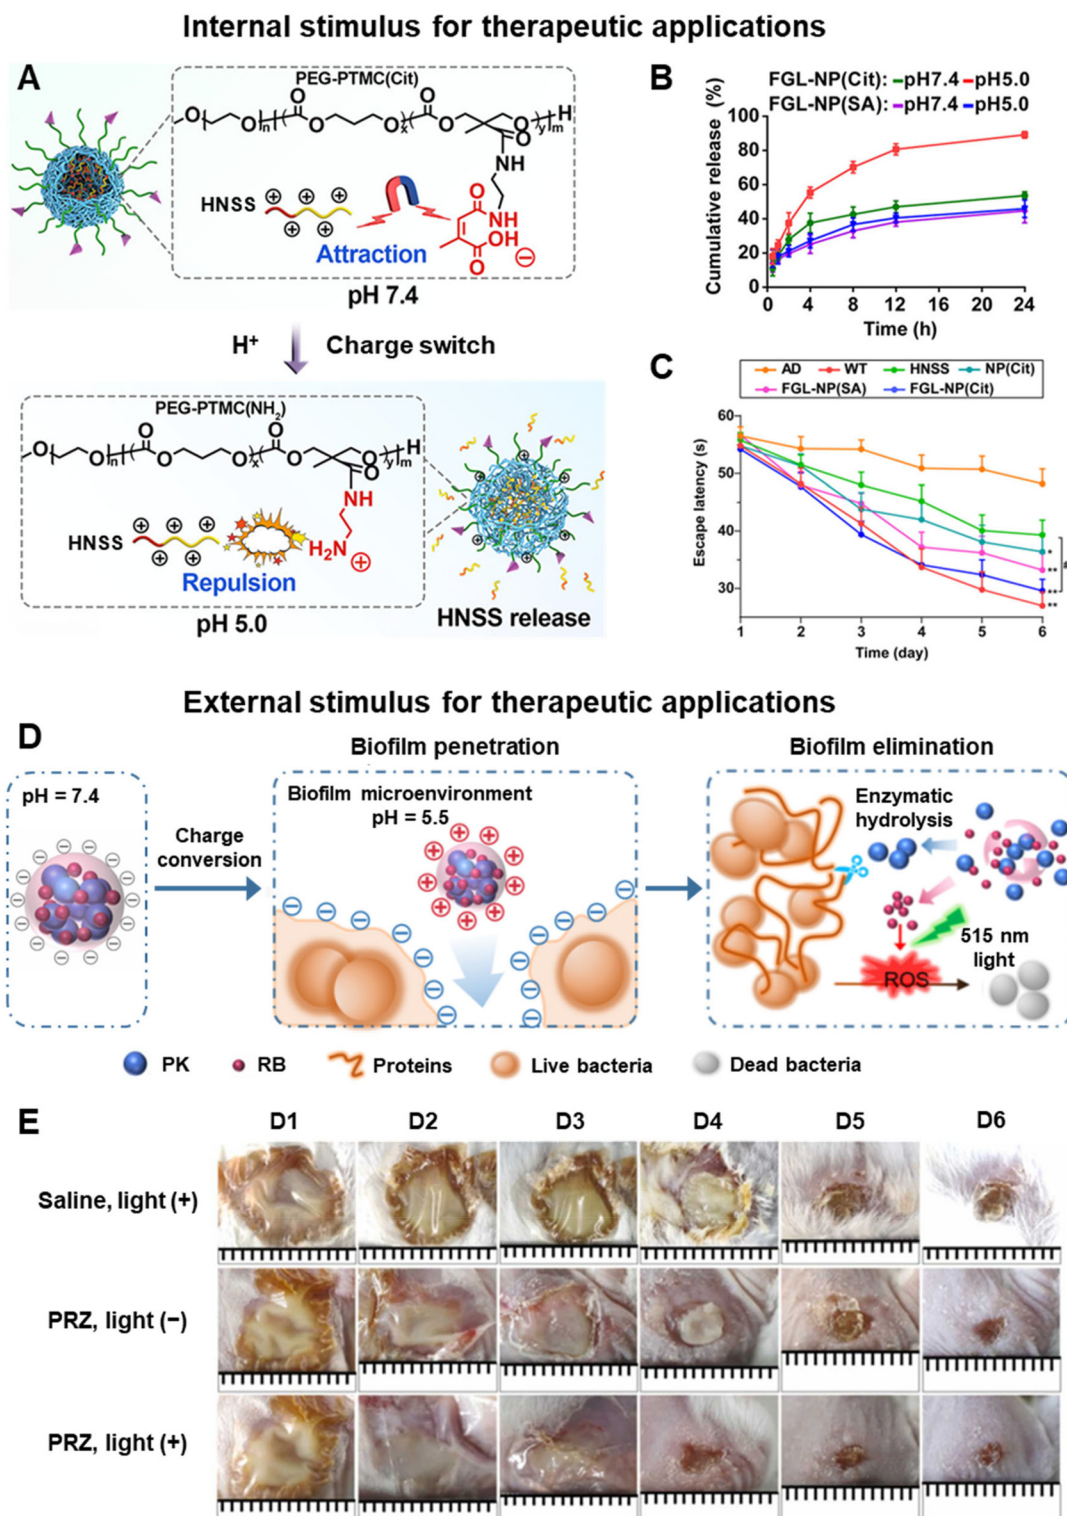 Internal stimulus for therapeutic applications
A
PEG-PTMC(Cit)
HNSS
Attraction
pH 7.4
H+
Charge switch
PEG-PTMC(NH2)
HNSS
Repulsion
pH 5.0
HNSS release
B
FGL-NP(Cit): pH7.4 pH5.0
FGL-NP(SA): pH7.4 pH5.0
Cumulative release (%)
100
80
60
40
20
0
0 4 8 12 16 20 24
Time (h)
C
AD WT HNSS NP(Cit)
FGL-NP(SA) FGL-NP(Cit)
Escape latency (s)
60
50
40
30
*
**
**
**
1 2 3 4 5 6
Time (day)
External stimulus for therapeutic applications
D
Biofilm penetration
Biofilm elimination
pH = 7.4
Charge
conversion
Biofilm microenvironment
pH = 5.5
Enzymatic
hydrolysis
515 nm
light
ROS
PK RB Proteins Live bacteria Dead bacteria
E
D1 D2 D3 D4 D5 D6
Saline, light (+)
PRZ, light (−)
PRZ, light (+)